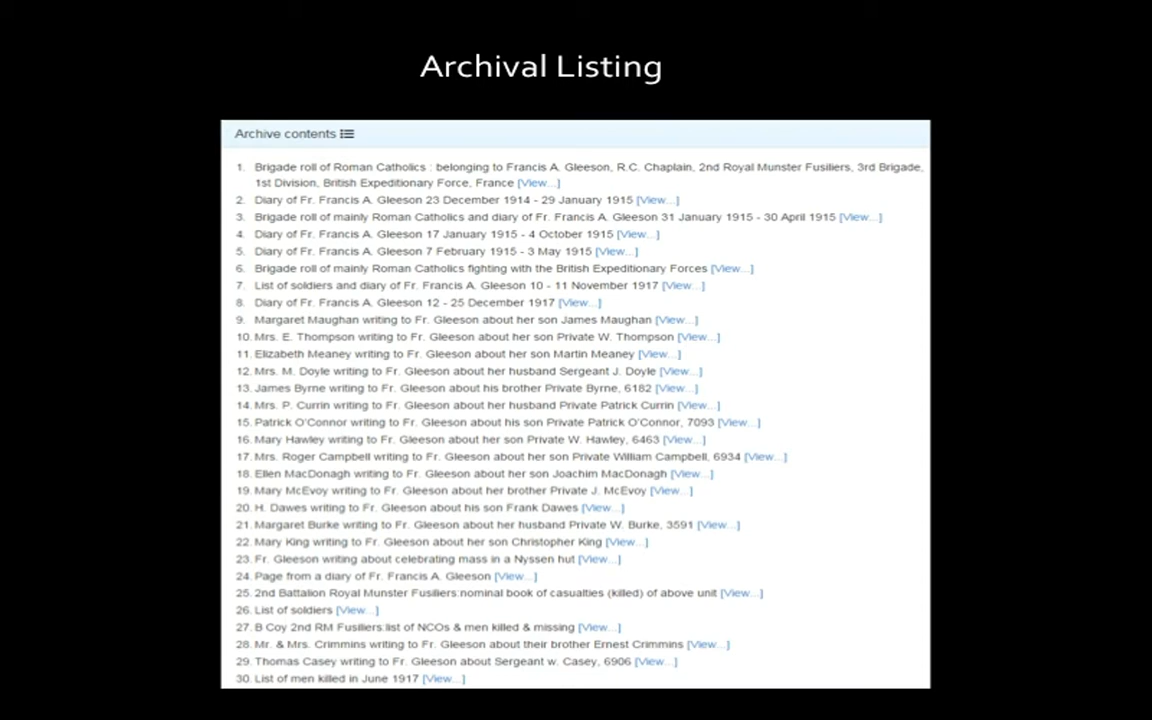 Archival Listing
Archive contents
1. Brigade roll of Roman Catholics : belonging to Francis A. Gleeson, R.C. Chaplain, 2nd Royal Munster Fusiliers, 3rd Brigade,
1st Division, British Expeditionary Force, France [View...]
2. Diary of Fr. Francis A. Gleeson 23 December 1914 - 29 January 1915 [View...]
3. Brigade roll of mainly Roman Catholics and diary of Fr. Francis A. Gleeson 31 January 1915 - 30 April 1915 [View...]
4. Diary of Fr. Francis A. Gleeson 17 January 1915 - 4 October 1915 [View...]
5. Diary of Fr. Francis A. Gleeson 7 February 1915 - 3 May 1915 [View...]
6. Brigade roll of mainly Roman Catholics fighting with the British Expeditionary Forces [View...]
7. List of soldiers and diary of Fr. Francis A. Gleeson 10 - 11 November 1917 [View...]
8. Diary of Fr. Francis A. Gleeson 12 - 25 December 1917 [View...]
9. Margaret Maughan writing to Fr. Gleeson about her son James Maughan [View...]
10. Mrs. E. Thompson writing to Fr. Gleeson about her son Private W. Thompson [View...]
11. Elizabeth Meaney writing to Fr. Gleeson about her son Martin Meaney [View...]
12. Mrs. M. Doyle writing to Fr. Gleeson about her husband Sergeant J. Doyle [View...]
13. James Byrne writing to Fr. Gleeson about his brother Private Byrne, 6182 [View...]
14. Mrs. P. Currin writing to Fr. Gleeson about her husband Private Patrick Currin [View...]
15. Patrick O'Connor writing to Fr. Gleeson about his son Private Patrick O'Connor, 7093 [View...]
16. Mary Hawley writing to Fr. Gleeson about her son Private W. Hawley, 6463 [View...]
17. Mrs. Roger Campbell writing to Fr. Gleeson about her son Private William Campbell, 6934 [View...]
18. Ellen MacDonagh writing to Fr. Gleeson about her son Joachim MacDonagh [View...]
19. Mary McEvoy writing to Fr. Gleeson about her brother Private J. McEvoy [View...]
20. H. Dawes writing to Fr. Gleeson about his son Frank Dawes [View...]
21. Margaret Burke writing to Fr. Gleeson about her husband Private W. Burke, 3591 [View...]
22. Mary King writing to Fr. Gleeson about her son Christopher King [View...]
23. Fr. Gleeson writing about celebrating mass in a Nyssen hut [View...]
24. Page from a diary of Fr. Francis A. Gleeson [View...]
25. 2nd Battalion Royal Munster Fusiliers:nominal book of casualties (killed) of above unit [View...]
26. List of soldiers [View...]
27. B Coy 2nd RM Fusiliers:list of NCOs & men killed & missing [View...]
28. Mr. & Mrs. Crimmins writing to Fr. Gleeson about their brother Ernest Crimmins [View...]
29. Thomas Casey writing to Fr. Gleeson about Sergeant w. Casey, 6906 [View...]
30. List of men killed in June 1917 [View...]